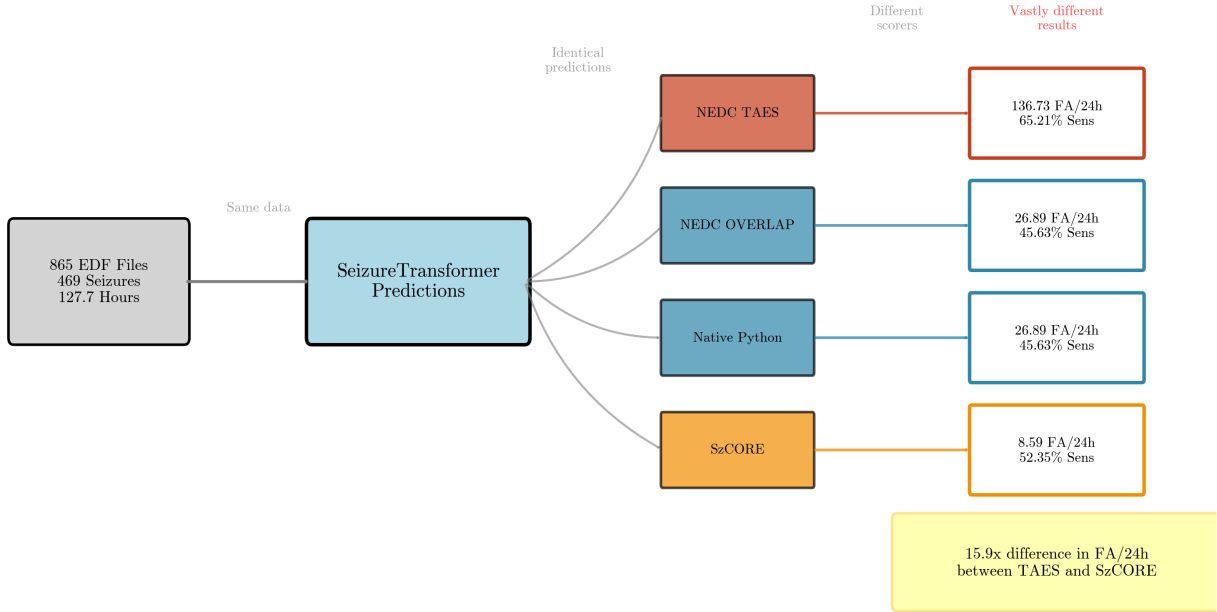 Different
scorers
Vastly different
results
Identical
predictions
NEDC TAES
136.73 FA/24h
65.21% Sens
Same data
NEDC OVERLAP
26.89 FA/24h
45.63% Sens
865 EDF Files
469 Seizures
127.7 Hours
SeizureTransformer
Predictions
Native Python
26.89 FA/24h
45.63% Sens
SzCORE
8.59 FA/24h
52.35% Sens
15.9x difference in FA/24h
between TAES and SzCORE